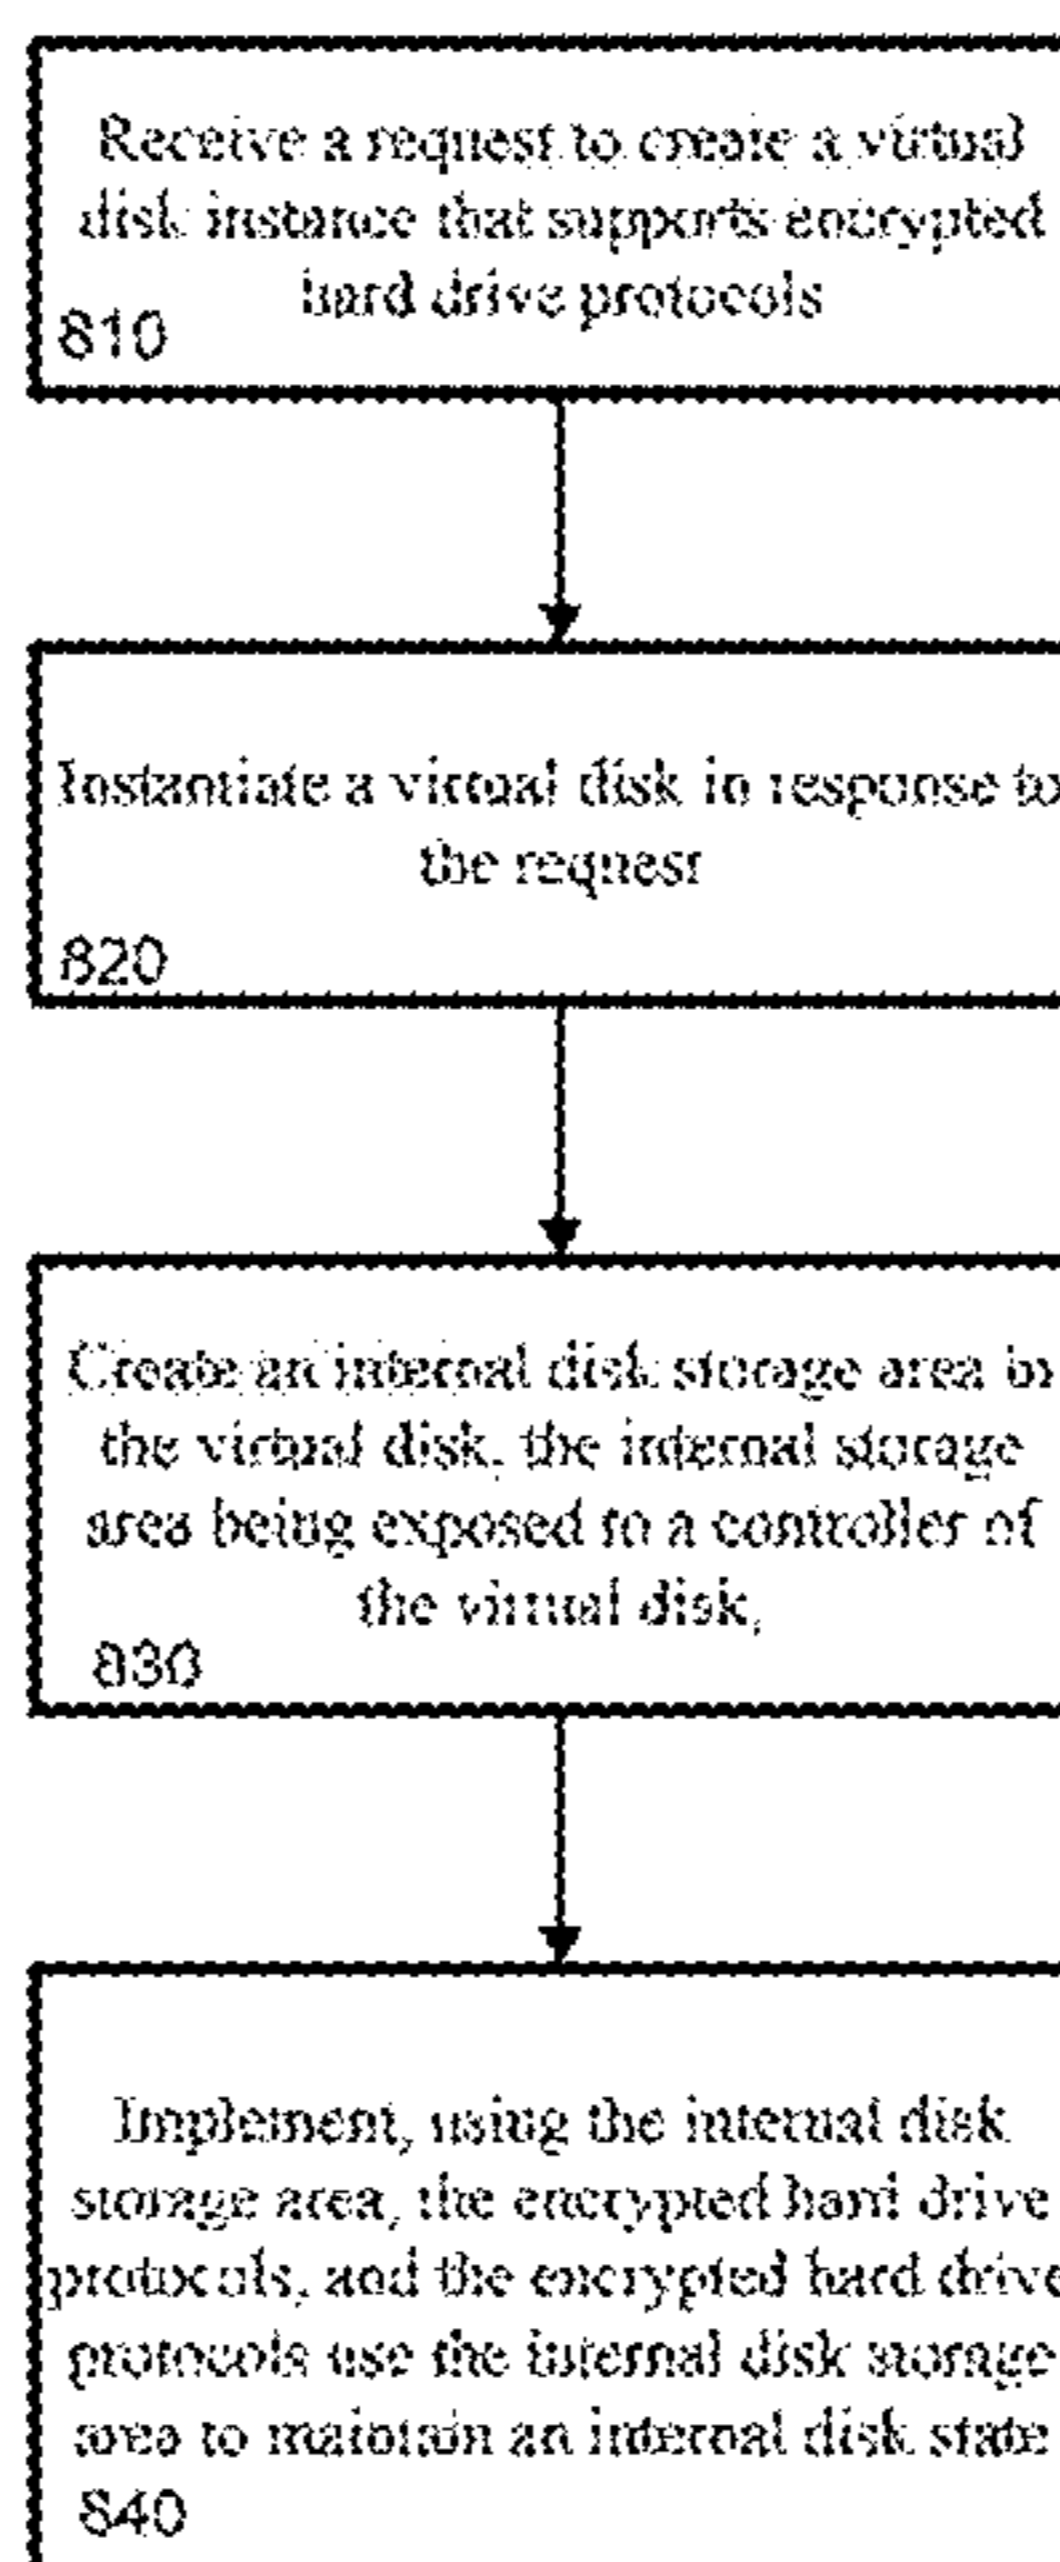 Receive a request to create a virtual
disk instance that supports encrypted
hard drive protocols
810
Instantiate a virtual disk in response to
the request
820
Create an internal disk storage area in
the virtual disk, the internal storage
area being exposed to a controller of
the virtual disk,
830
Implement, using the internal disk
storage area, the encrypted hard drive
protocols, and the encrypted hard drive
protocols use the internal disk storage
area to maintain an internal disk state
840